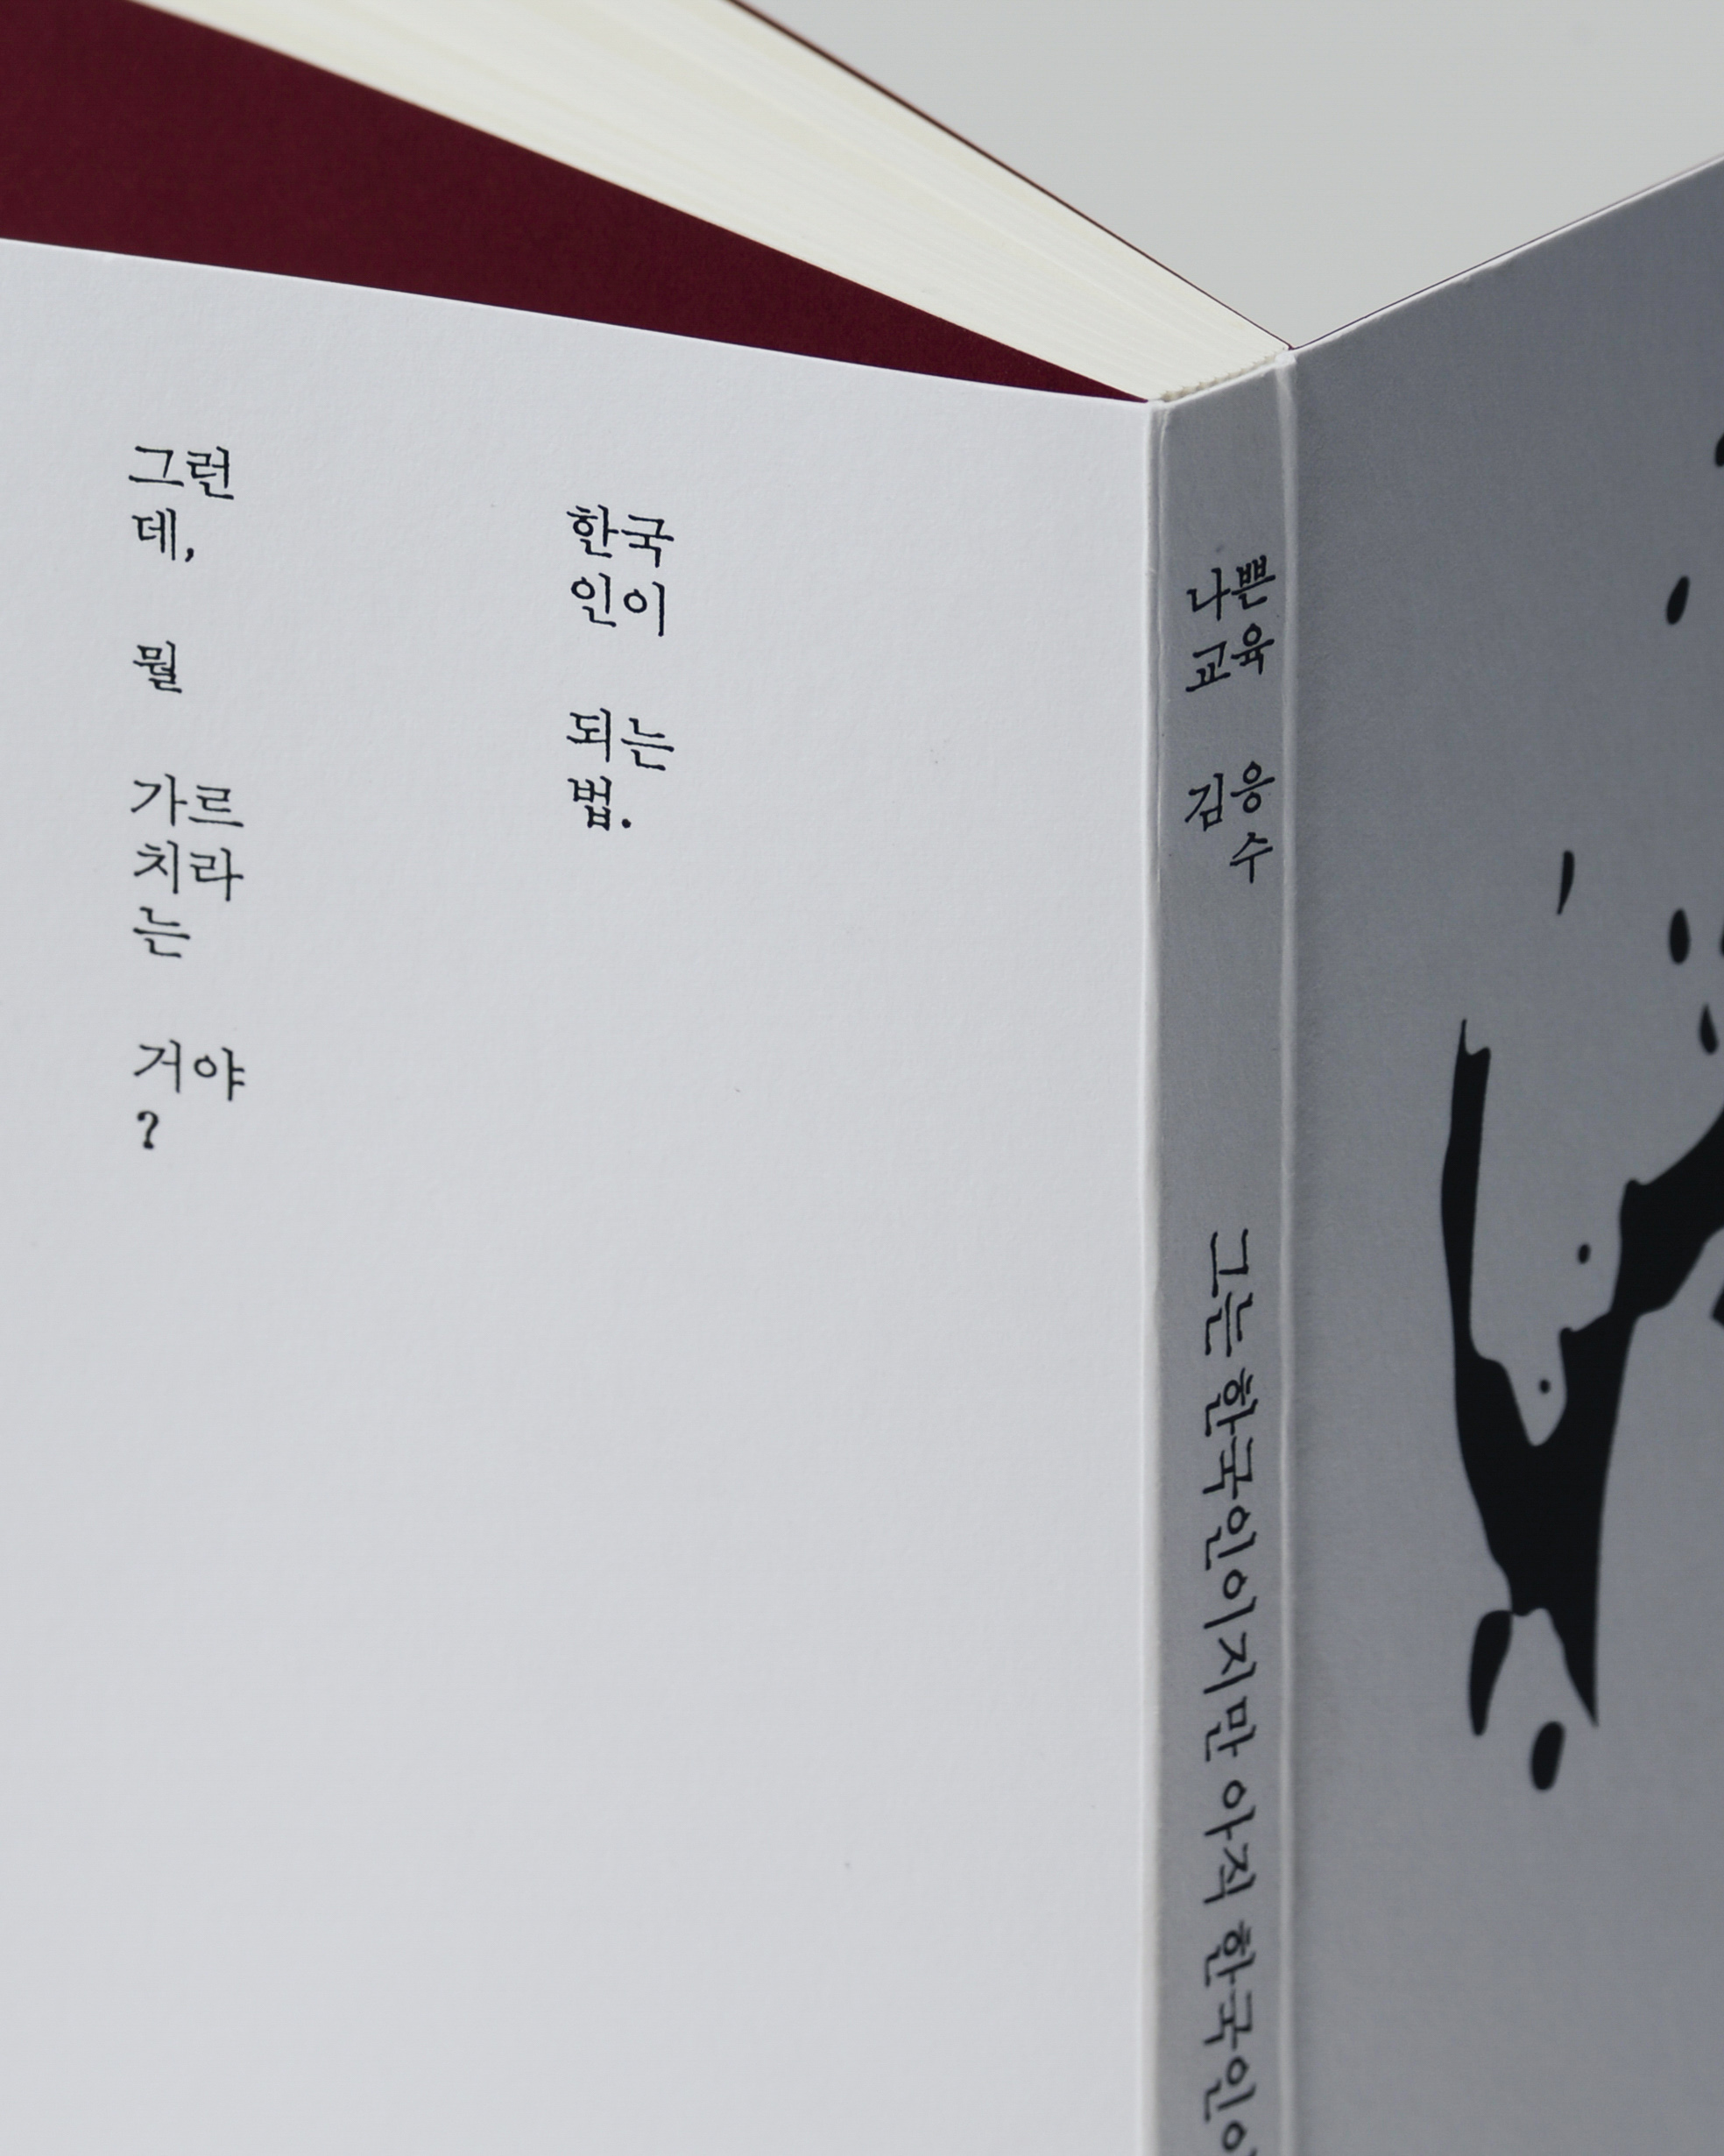 그런
데,
뭘
가르
치라
는
거야
?
한국
인이
되는
법.
나쁜
교육
김응
수
그는 한국인이지만 아직 한국인